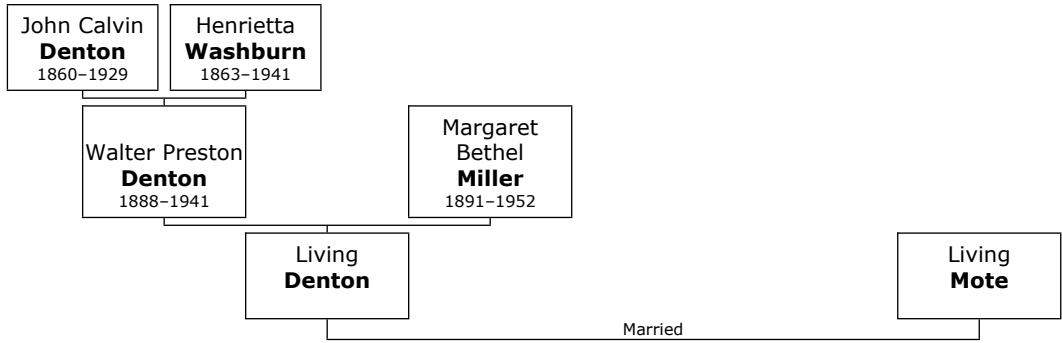 John Calvin
Denton
1860–1929
Henrietta
Washburn
1863–1941
Walter Preston
Denton
1888–1941
Margaret
Bethel
Miller
1891–1952
Living
Denton
Living
Mote
Married